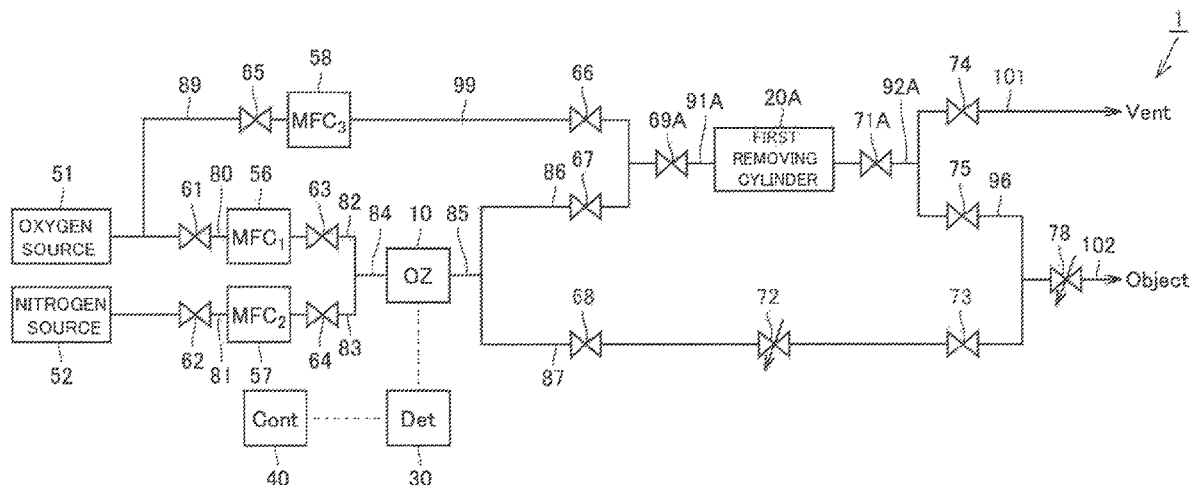 1
58
74
101
65
66
91A
20A
92A
89
99
69A
71A
MFC3
FIRST
REMOVING
CYLINDER
Vent
51
61
80
56
63
82
86
67
75
96
84
10
85
78
102
OXYGEN
SOURCE
MFC1
OZ
Object
NITROGEN
SOURCE
MFC2
68
72
73
52
62
81
57
64
83
87
Cont
Det
40
30